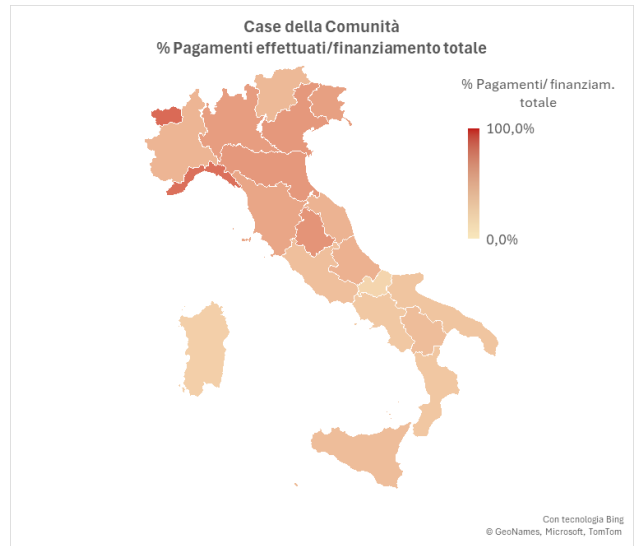 Case della Comunità
% Pagamenti effettuati/finanziamento totale
% Pagamenti/ finanziam.
totale
100,0%
0,0%
Con tecnologia Bing
© GeoNames, Microsoft, TomTom